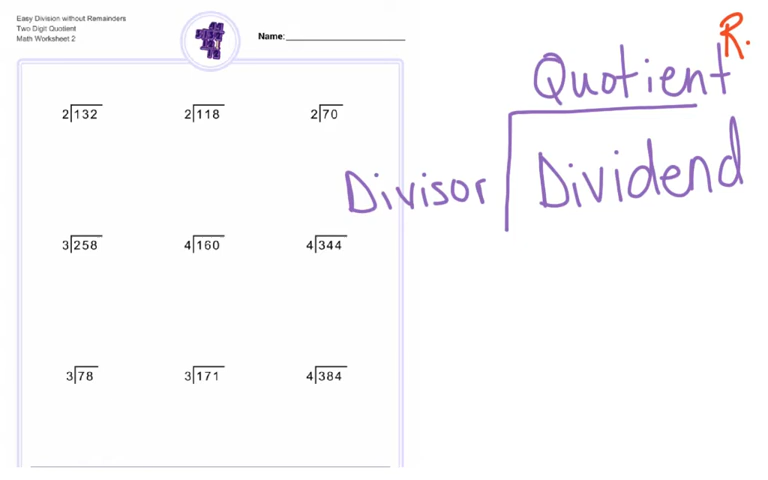 Easy Division without Remainders
Two Digit Quotient
Math Worksheet 2
Name:
R.
Quotient
Divisor Dividend
2 132 2 118 2 70
3 258 4 160 4 344
3 78 3 171 4 384